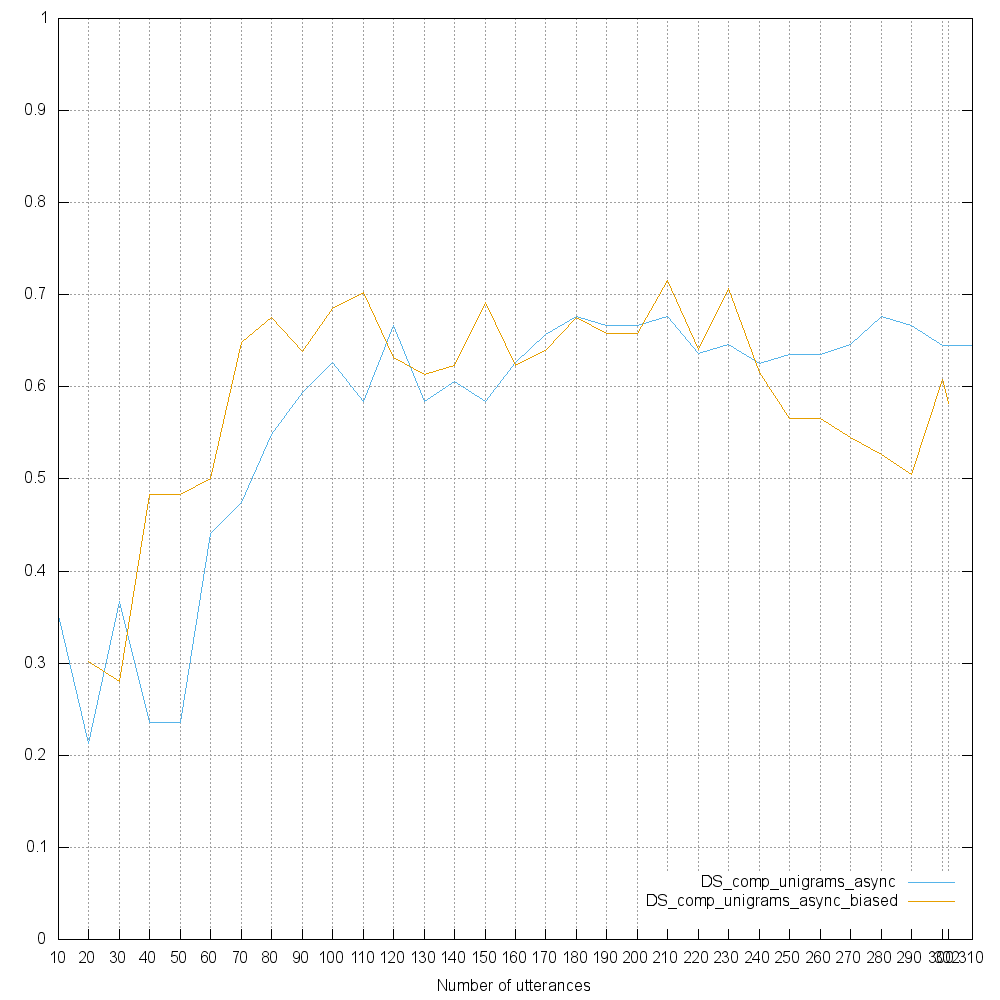 1
0.9
0.8
0.7
0.6
0.5
0.4
0.3
0.2
0.1
0
DS_comp_unigrams_async
DS_comp_unigrams_async_biased
10 20 30 40 50 60 70 80 90 100 110 120 130 140 150 160 170 180 190 200 210 220 230 240 250 260 270 280 290 300 302 310
Number of utterances